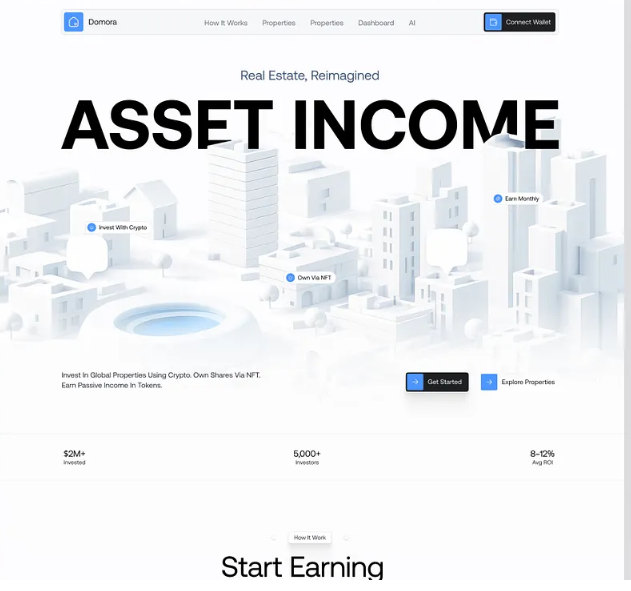 Domora
How It Works
Properties
Properties
Dashboard
AI
Connect Wallet
Real Estate, Reimagined
ASSET INCOME
Earn Monthly
Invest With Crypto
Own Via NFT
Invest In Global Properties Using Crypto. Own Shares Via NFT.
Earn Passive Income In Tokens.
Get Started
Explore Properties
$2M+
Invested
5,000+
Investors
8-12%
Avg ROI
How It Work
Start Earning